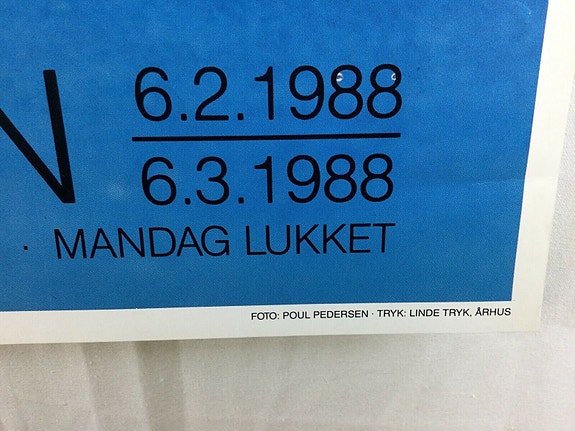 N
6.2.1988
6.3.1988
· MANDAG LUKKET
FOTO: POUL PEDERSEN · TRYK: LINDE TRYK, ÅRHUS